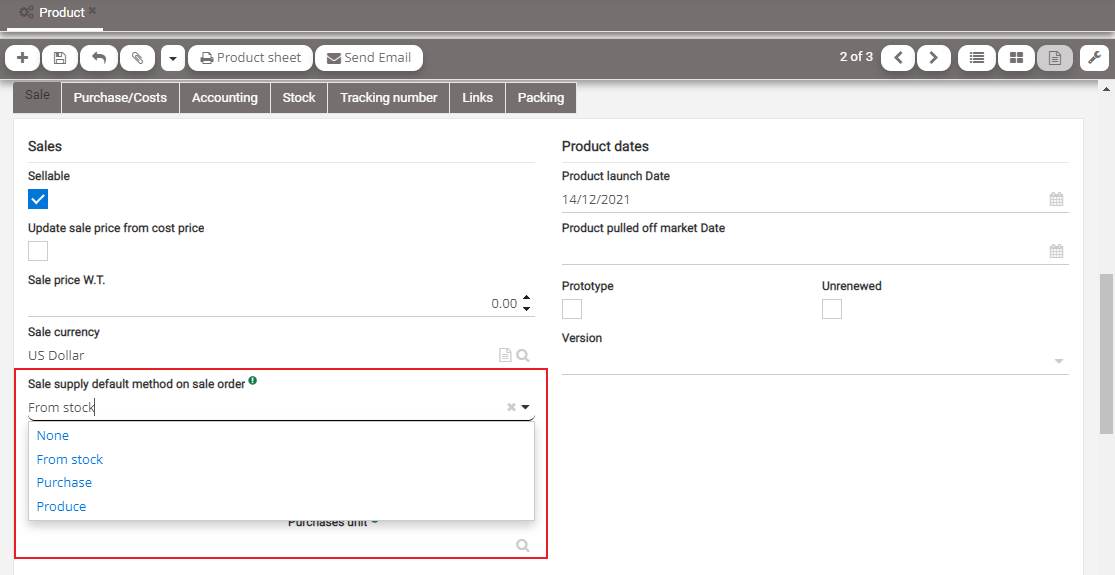 Product
Product sheet
Send Email
2 of 3
Sale
Purchase/Costs
Accounting
Stock
Tracking number
Links
Packing
Sales
Sellable
Update sale price from cost price
Sale price W.T.
0.00
Sale currency
US Dollar
Sale supply default method on sale order
From stock
None
From stock
Purchase
Produce
Purchases unit
Product dates
Product launch Date
14/12/2021
Product pulled off market Date
Prototype
Unrenewed
Version